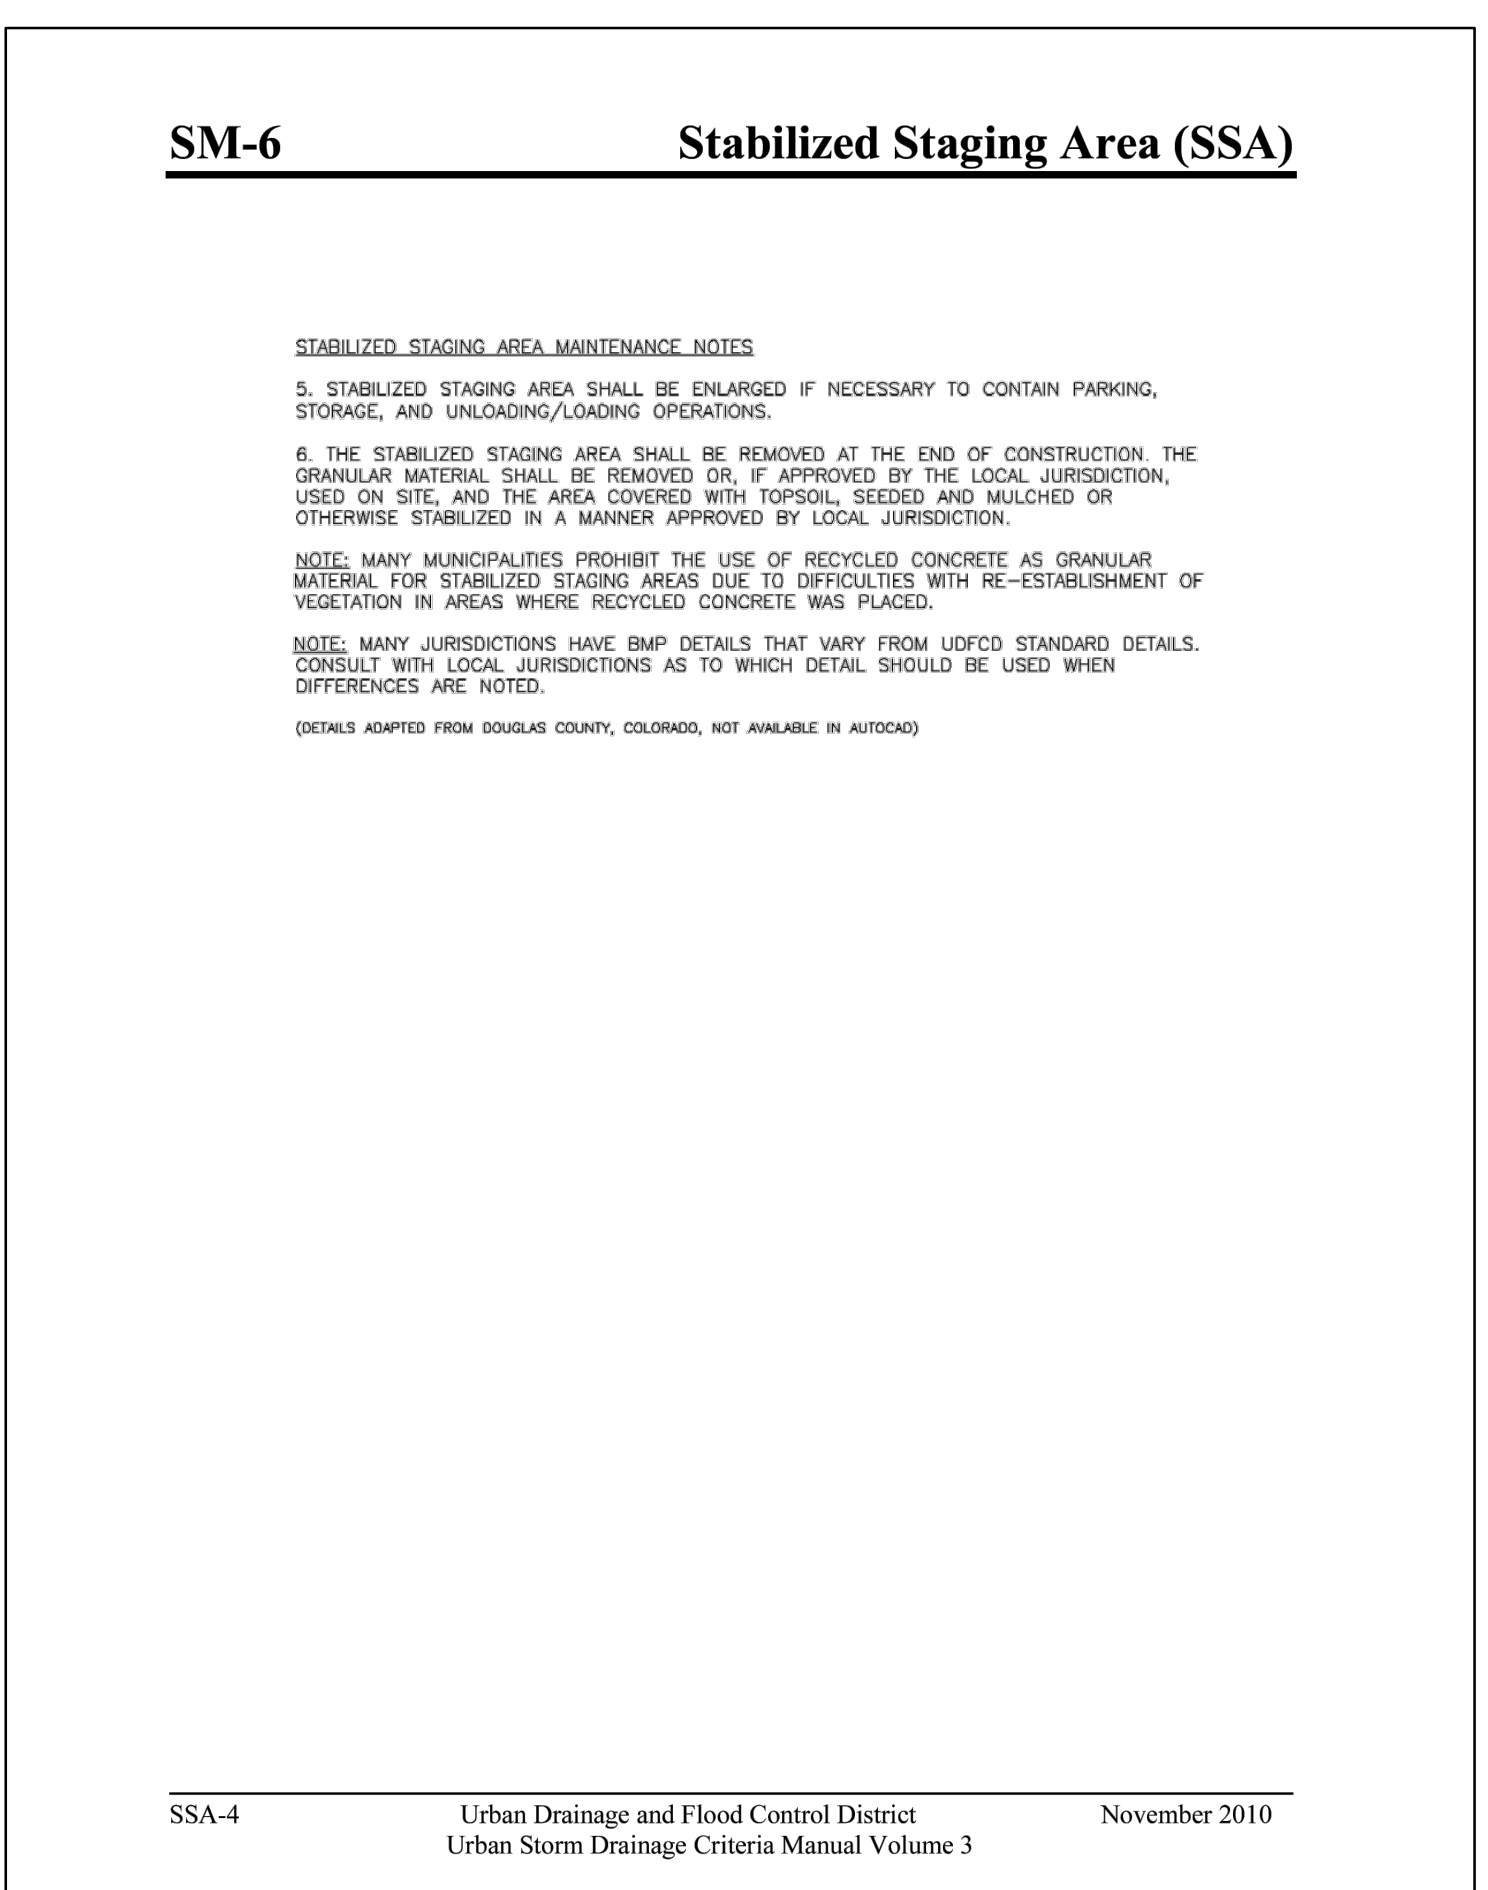 SM-6 Stabilized Staging Area (SSA)
STABILIZED STAGING AREA MAINTENANCE NOTES
5. STABILIZED STAGING AREA SHALL BE ENLARGED IF NECESSARY TO CONTAIN PARKING,
STORAGE, AND UNLOADING/LOADING OPERATIONS.
6. THE STABILIZED STAGING AREA SHALL BE REMOVED AT THE END OF CONSTRUCTION. THE
GRANULAR MATERIAL SHALL BE REMOVED OR, IF APPROVED BY THE LOCAL JURISDICTION,
USED ON SITE, AND THE AREA COVERED WITH TOPSOIL, SEEDED AND MULCHED OR
OTHERWISE STABILIZED IN A MANNER APPROVED BY LOCAL JURISDICTION.
NOTE: MANY MUNICIPALITIES PROHIBIT THE USE OF RECYCLED CONCRETE AS GRANULAR
MATERIAL FOR STABILIZED STAGING AREAS DUE TO DIFFICULTIES WITH RE-ESTABLISHMENT OF
VEGETATION IN AREAS WHERE RECYCLED CONCRETE WAS PLACED.
NOTE: MANY JURISDICTIONS HAVE BMP DETAILS THAT VARY FROM UDFCD STANDARD DETAILS.
CONSULT WITH LOCAL JURISDICTIONS AS TO WHICH DETAIL SHOULD BE USED WHEN
DIFFERENCES ARE NOTED.
(DETAILS ADAPTED FROM DOUGLAS COUNTY, COLORADO, NOT AVAILABLE IN AUTOCAD)
SSA-4 Urban Drainage and Flood Control District November 2010
Urban Storm Drainage Criteria Manual Volume 3